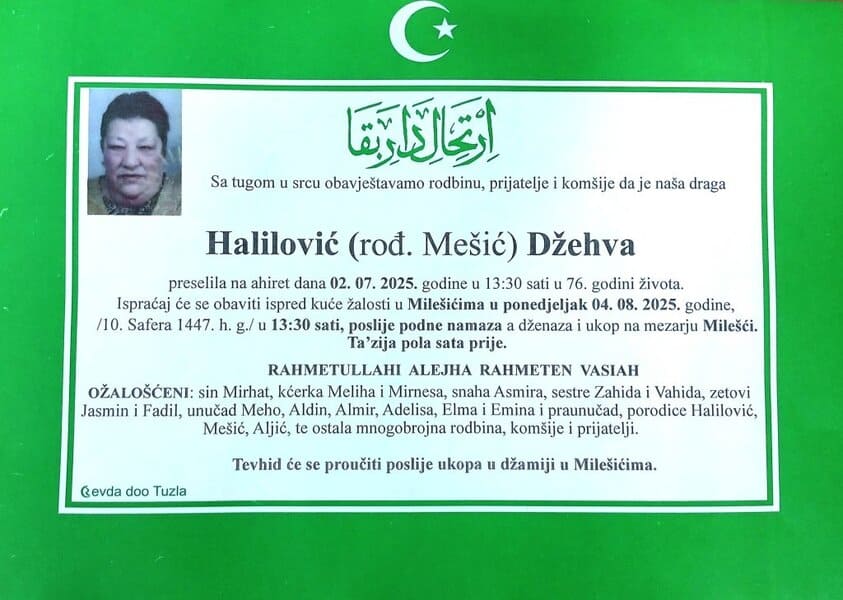 اِرتحال دار بقا
Sa tugom u srcu obavještavamo rodbinu, prijatelje i komšije da je naša draga
Halilović (rođ. Mešić) Džehva
preselila na ahiret dana 02. 07. 2025. godine u 13:30 sati u 76. godini života.
Ispraćaj će se obaviti ispred kuće žalosti u Milešićima u ponedjeljak 04. 08. 2025. godine,
/10. Safera 1447. h. g./ u 13:30 sati, poslije podne namaza a dženaza i ukop na mezarju Milešći.
Ta’zija pola sata prije.
RAHMETULLAHI ALEJHA RAHMETEN VASIAH
OŽALOŠĆENI: sin Mirhat, kćerka Meliha i Mirnesa, snaha Asmira, sestre Zahida i Vahida, zetovi
Jasmin i Fadil, unučad Meho, Aldin, Almir, Adelisa, Elma i Emina i praunučad, porodice Halilović,
Mešić, Aljić, te ostala mnogobrojna rodbina, komšije i prijatelji.
Tevhid će se proučiti poslije ukopa u džamiji u Milešićima.
Ževda doo Tuzla